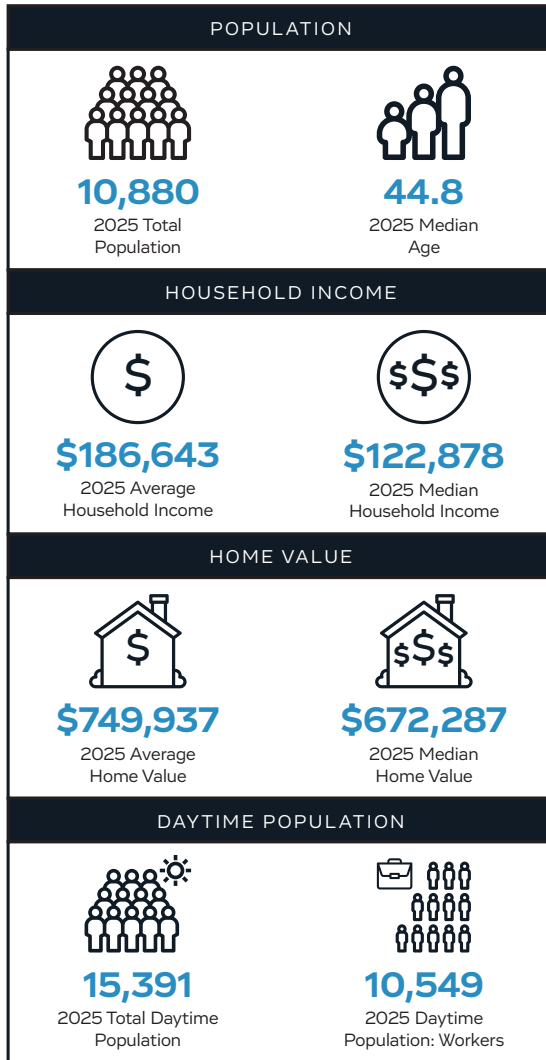 POPULATION
10,880
2025 Total
Population
44.8
2025 Median
Age
HOUSEHOLD INCOME
$
$186,643
2025 Average
Household Income
$$$
$122,878
2025 Median
Household Income
HOME VALUE
$
$749,937
2025 Average
Home Value
$$$
$672,287
2025 Median
Home Value
DAYTIME POPULATION
15,391
2025 Total Daytime
Population
10,549
2025 Daytime
Population: Workers